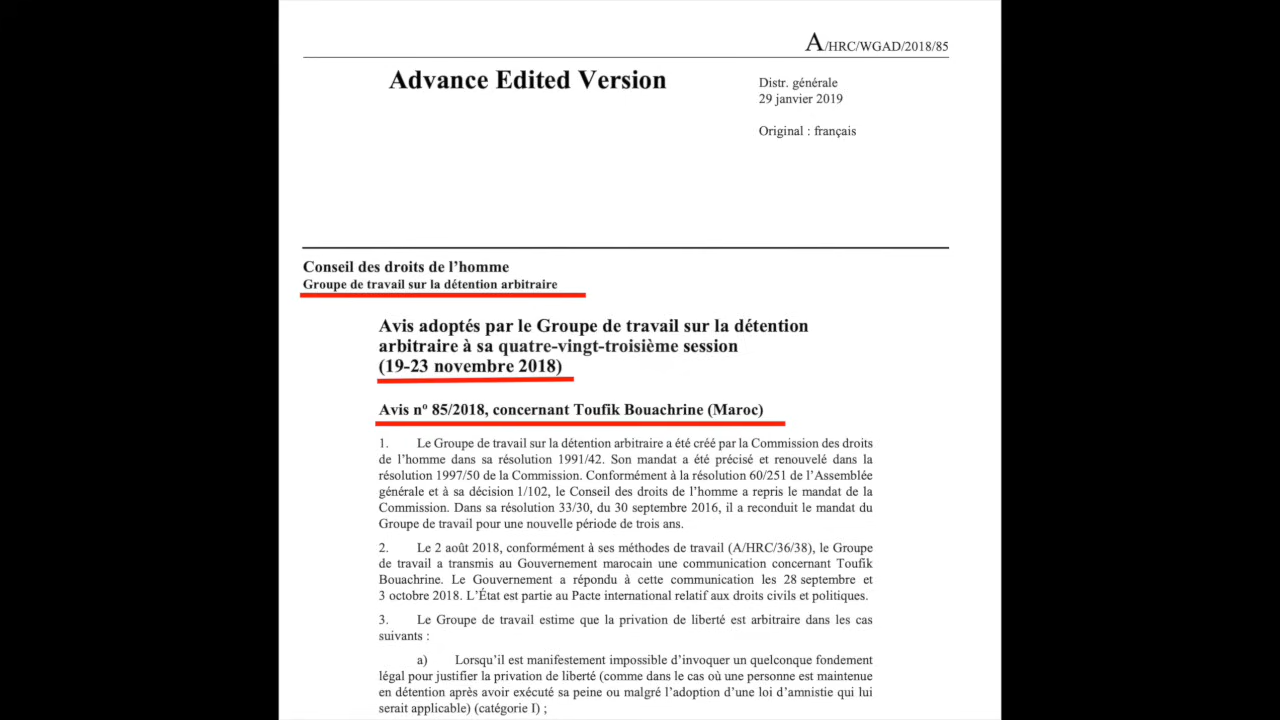 A/HRC/WGAD/2018/85
Advance Edited Version
Distr. générale
29 janvier 2019
Original : français
Conseil des droits de l’homme
Groupe de travail sur la détention arbitraire
Avis adoptés par le Groupe de travail sur la détention
arbitraire à sa quatre-vingt-troisième session
(19-23 novembre 2018)
Avis nº 85/2018, concernant Toufik Bouachrine (Maroc)
1. Le Groupe de travail sur la détention arbitraire a été créé par la Commission des droits
de l’homme dans sa résolution 1991/42. Son mandat a été précisé et renouvelé dans la
résolution 1997/50 de la Commission. Conformément à la résolution 60/251 de l’Assemblée
générale et à sa décision 1/102, le Conseil des droits de l’homme a repris le mandat de la
Commission. Dans sa résolution 33/30, du 30 septembre 2016, il a reconduit le mandat du
Groupe de travail pour une nouvelle période de trois ans.
2. Le 2 août 2018, conformément à ses méthodes de travail (A/HRC/36/38), le Groupe
de travail a transmis au Gouvernement marocain une communication concernant Toufik
Bouachrine. Le Gouvernement a répondu à cette communication les 28 septembre et
3 octobre 2018. L’État est partie au Pacte international relatif aux droits civils et politiques.
3. Le Groupe de travail estime que la privation de liberté est arbitraire dans les cas
suivants :
a) Lorsqu’il est manifestement impossible d’invoquer un quelconque fondement
légal pour justifier la privation de liberté (comme dans le cas où une personne est maintenue
en détention après avoir exécuté sa peine ou malgré l’adoption d’une loi d’amnistie qui lui
serait applicable) (catégorie I) ;